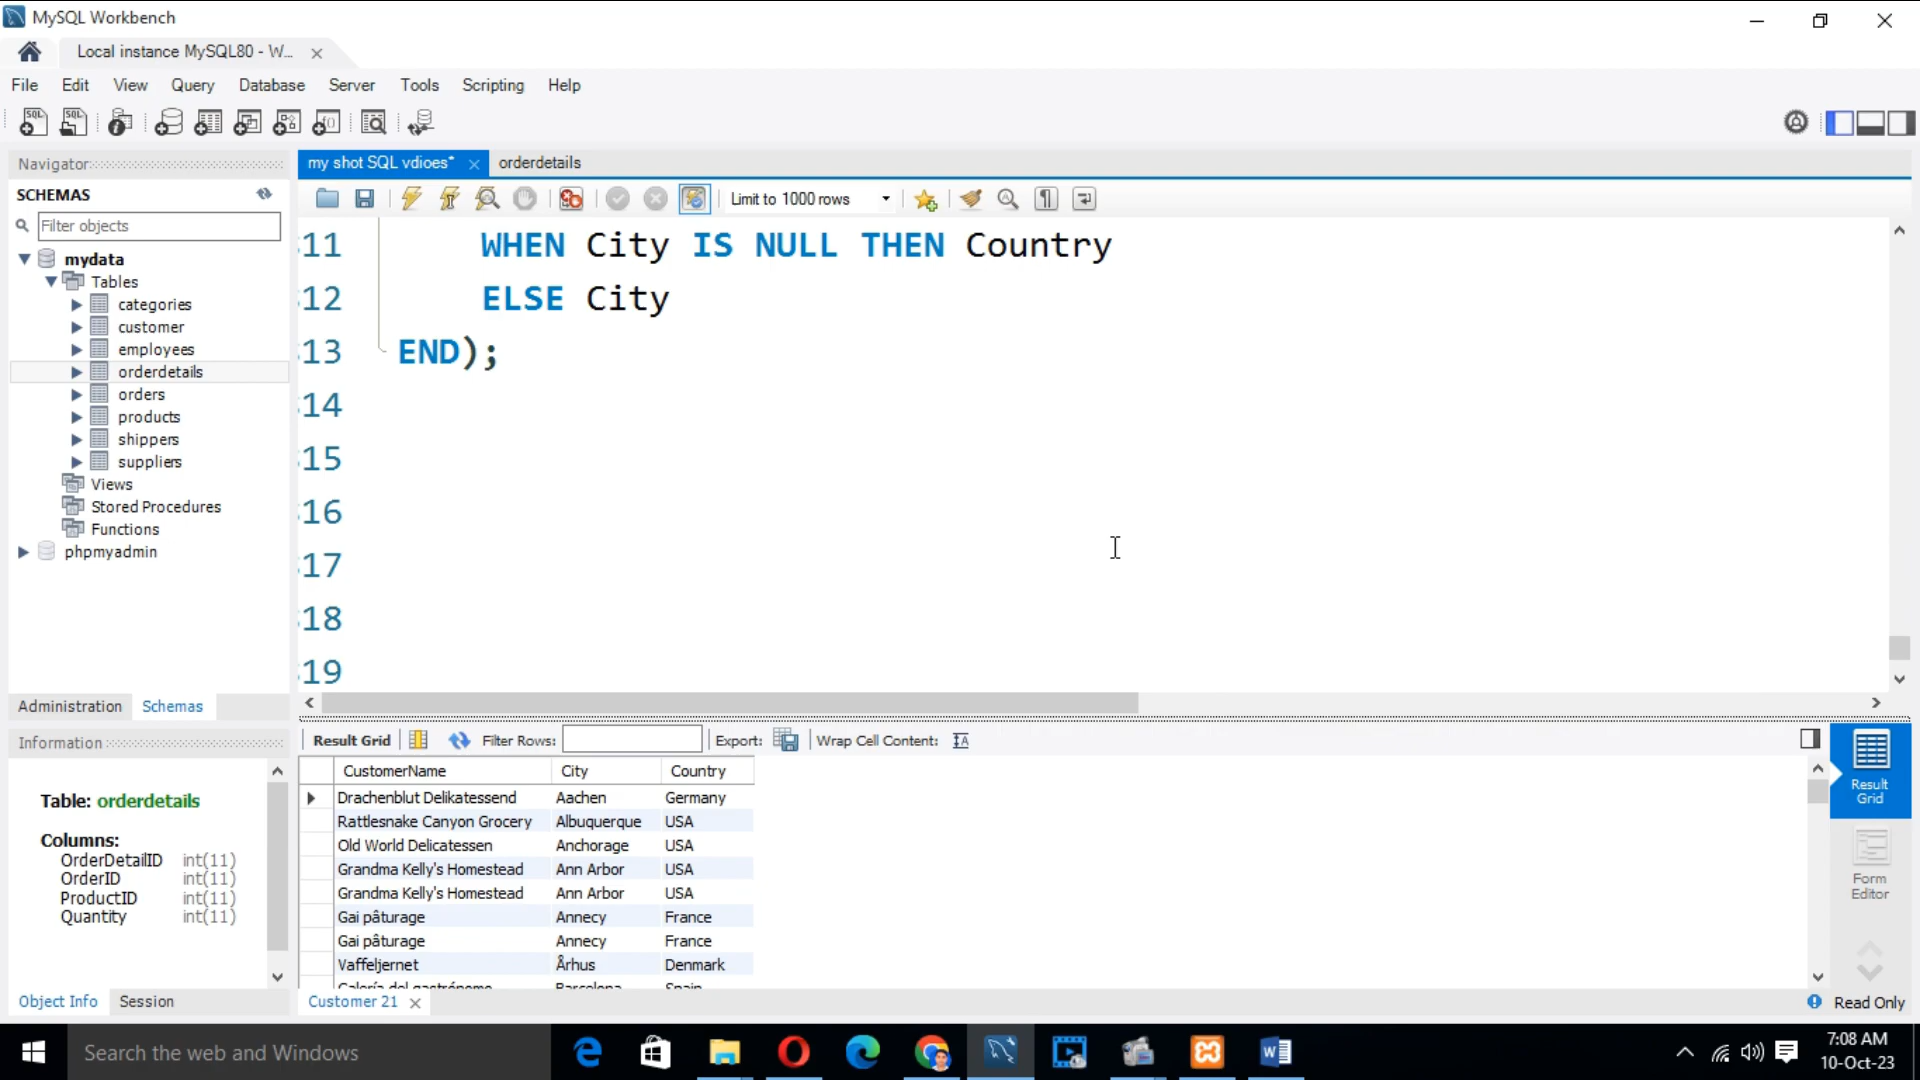 MySQL Workbench
Local instance MySQL80 - W...
File Edit View Query Database Server Tools Scripting Help
Navigator
my shot SQL vdioes* orderdetails
SCHEMAS
Limit to 1000 rows
Filter objects
mydata
Tables
categories
customer
employees
orderdetails
orders
products
shippers
suppliers
Views
Stored Procedures
Functions
phpmyadmin
11 WHEN City IS NULL THEN Country
12 ELSE City
13 END);
14
15
16
17
18
19
Administration Schemas
Information
Table: orderdetails
Columns:
OrderDetailID int(11)
OrderID int(11)
ProductID int(11)
Quantity int(11)
Object Info Session
Result Grid Filter Rows: Export: Wrap Cell Content:
CustomerName City Country
Drachenblut Delikatessend Aachen Germany
Rattlesnake Canyon Grocery Albuquerque USA
Old World Delicatessen Anchorage USA
Grandma Kelly's Homestead Ann Arbor USA
Grandma Kelly's Homestead Ann Arbor USA
Gai pâturage Annecy France
Gai pâturage Annecy France
Vaffeljernet Århus Denmark
Galería del gastrónomo Barcelona Spain
Customer 21
Result
Grid
Form
Editor
Read Only
Search the web and Windows
7:08 AM
10-Oct-23